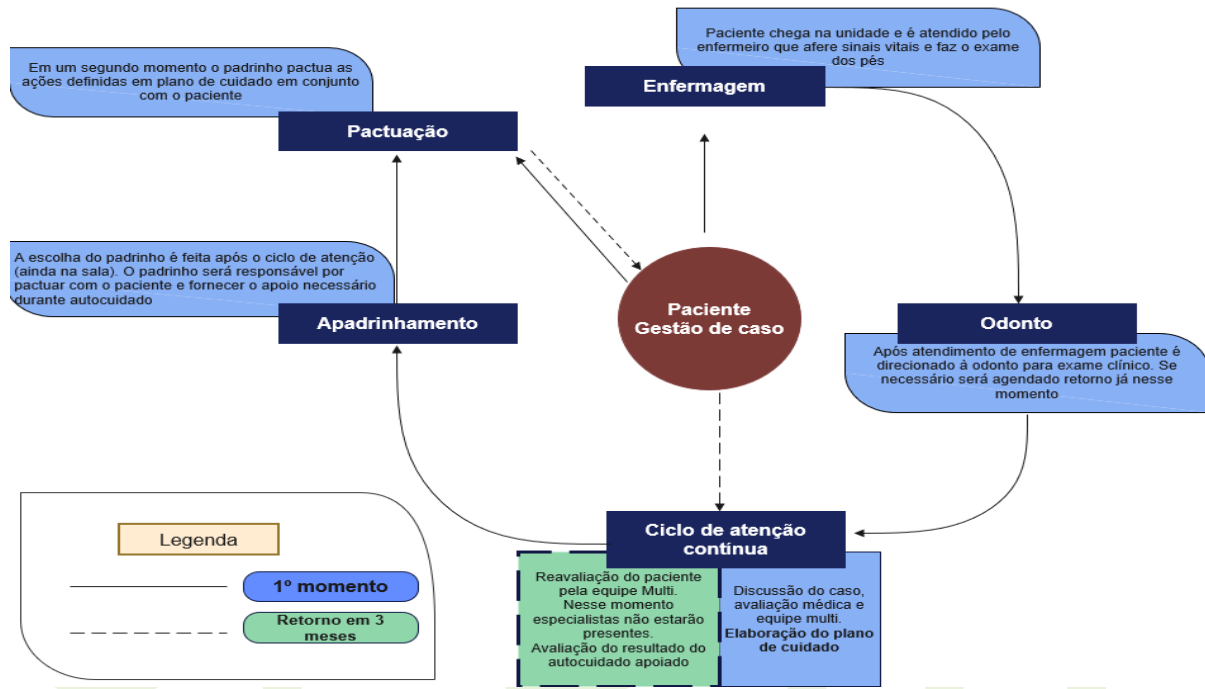 Paciente chega na unidade e é atendido pelo
enfermeiro que afere sinais vitais e faz o exame
dos pés
Enfermagem
Em um segundo momento o padrinho pactua as
ações definidas em plano de cuidado em conjunto
com o paciente
Pactuação
A escolha do padrinho é feita após o ciclo de atenção
(ainda na sala). O padrinho será responsável por
pactuar com o paciente e fornecer o apoio necessário
durante autocuidado
Apadrinhamento
Paciente
Gestão de caso
Odonto
Após atendimento de enfermagem paciente é
direcionado à odonto para exame clínico. Se
necessário será agendado retorno já nesse
momento
Ciclo de atenção
contínua
Reavaliação do paciente
pela equipe Multi.
Nesse momento
especialistas não estarão
presentes.
Avaliação do resultado do
autocuidado apoiado
Discussão do caso,
avaliação médica e
equipe multi.
Elaboração do plano
de cuidado
Legenda
1º momento
Retorno em 3
meses